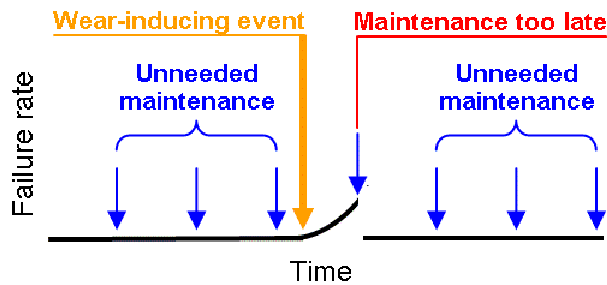 Wear-inducing event
Maintenance too late
Unneeded
maintenance
Unneeded
maintenance
Failure rate
Time